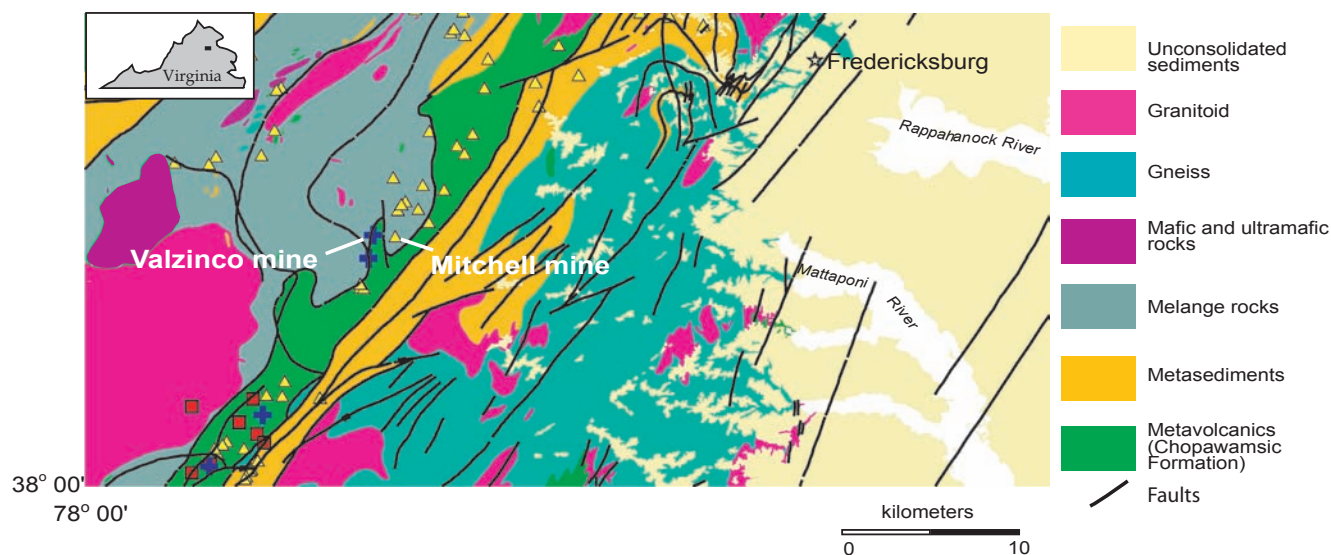 Virginia
Fredericksburg
Rappahanock River
Valzinco mine
Mitchell mine
Mattaponi
River
38° 00'
78° 00'
kilometers
0 10
Unconsolidated
sediments
Granitoid
Gneiss
Mafic and ultramafic
rocks
Melange rocks
Metasediments
Metavolcanics
(Chopawamsic
Formation)
Faults